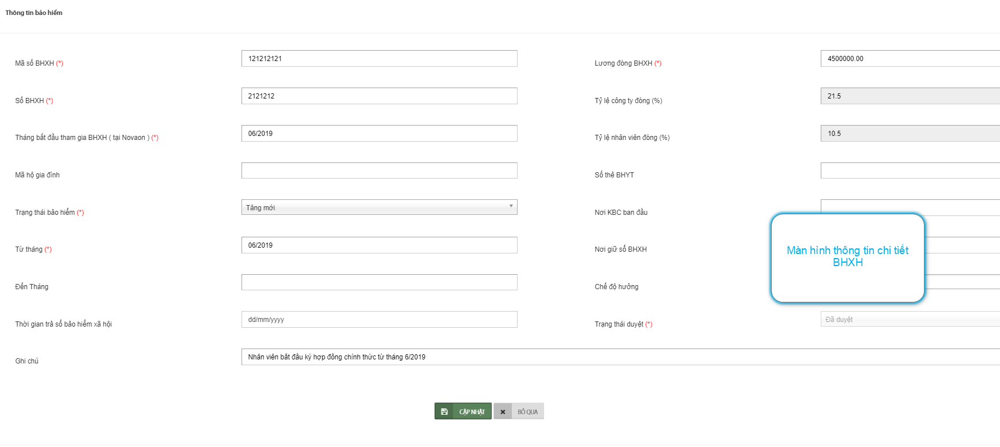 Thông tin bảo hiểm
Mã số BHXH (*)
121212121
Lương đóng BHXH (*)
4500000.00
Số BHXH (*)
2121212
Tỷ lệ công ty đóng (%)
21.5
Tháng bắt đầu tham gia BHXH ( tại Novaon ) (*)
06/2019
Tỷ lệ nhân viên đóng (%)
10.5
Mã hộ gia đình
Số thẻ BHYT
Trạng thái bảo hiểm (*)
Tăng mới
Nơi KBC ban đầu
Từ tháng (*)
06/2019
Nơi giữ sổ BHXH
Màn hình thông tin chi tiết
BHXH
Đến Tháng
Chế độ hưởng
Thời gian trả sổ bảo hiểm xã hội
dd/mm/yyyy
Trạng thái duyệt (*)
Đã duyệt
Ghi chú
Nhân viên bắt đầu ký hợp đồng chính thức từ tháng 6/2019
CẬP NHẬT
BỎ QUA